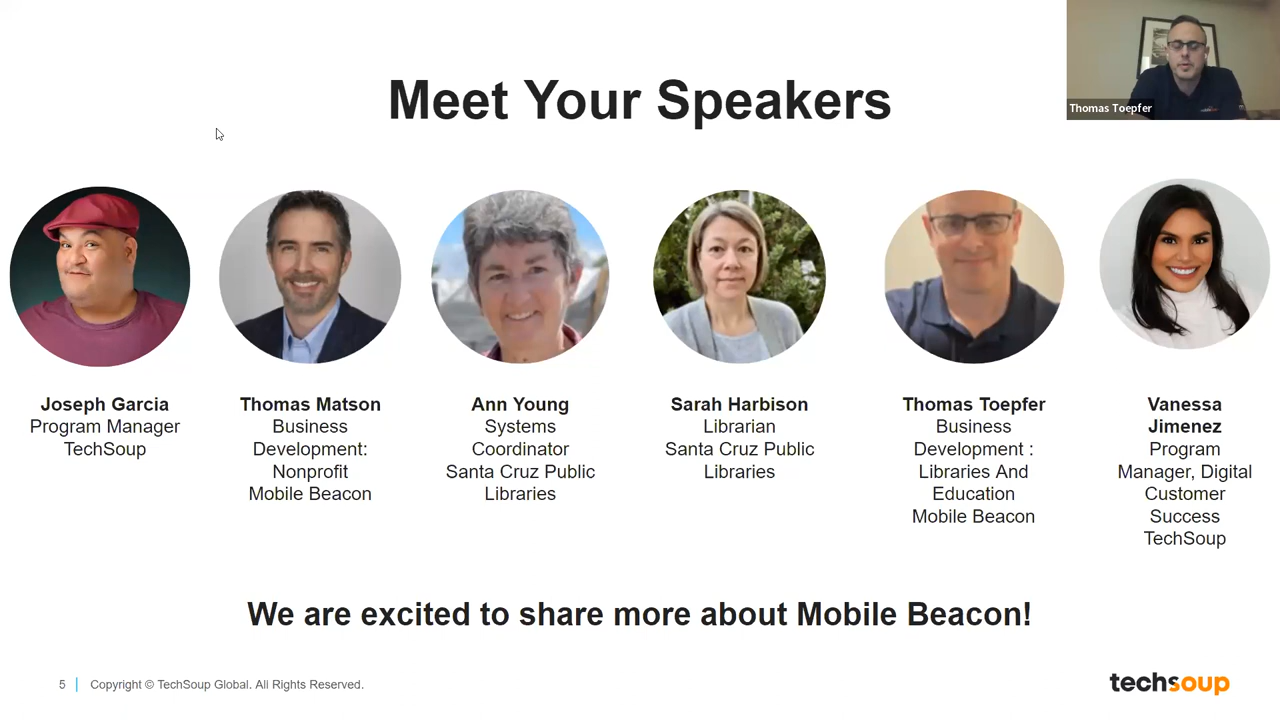 Meet Your Speakers
Thomas Toepfer
Joseph Garcia
Program Manager
TechSoup
Thomas Matson
Business
Development:
Nonprofit
Mobile Beacon
Ann Young
Systems
Coordinator
Santa Cruz Public
Libraries
Sarah Harbison
Librarian
Santa Cruz Public
Libraries
Thomas Toepfer
Business
Development :
Libraries And
Education
Mobile Beacon
Vanessa
Jimenez
Program
Manager, Digital
Customer
Success
TechSoup
We are excited to share more about Mobile Beacon!
5 | Copyright © TechSoup Global. All Rights Reserved.
techsoup